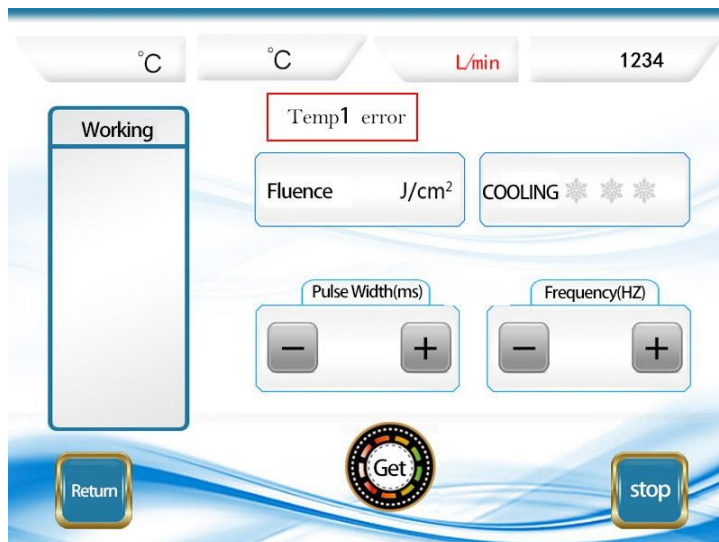 °C °C L/min 1234
Working
Temp1 error
Fluence J/cm² COOLING
Pulse Width(ms) Frequency(HZ)
− + − +
Return Get stop